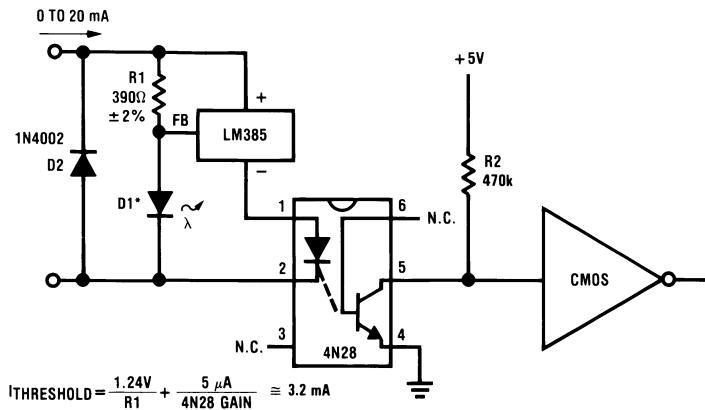 0 TO 20 mA
R1
390Ω
±2%
FB
+
LM385
−
1N4002
D2
D1*
λ
+5V
R2
470k
1
6
N.C.
2
5
CMOS
3
N.C.
4
4N28
ITHRESHOLD = 1.24V / R1 + 5 μA / 4N28 GAIN ≅ 3.2 mA